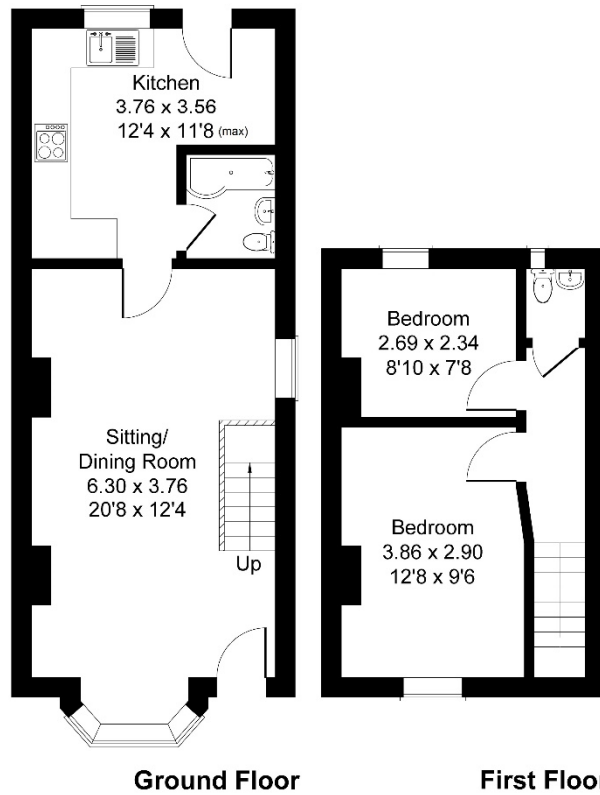 Kitchen
3.76 x 3.56
12'4 x 11'8 (max)
Sitting/
Dining Room
6.30 x 3.76
20'8 x 12'4
Up
Bedroom
2.69 x 2.34
8'10 x 7'8
Bedroom
3.86 x 2.90
12'8 x 9'6
Ground Floor
First Floor